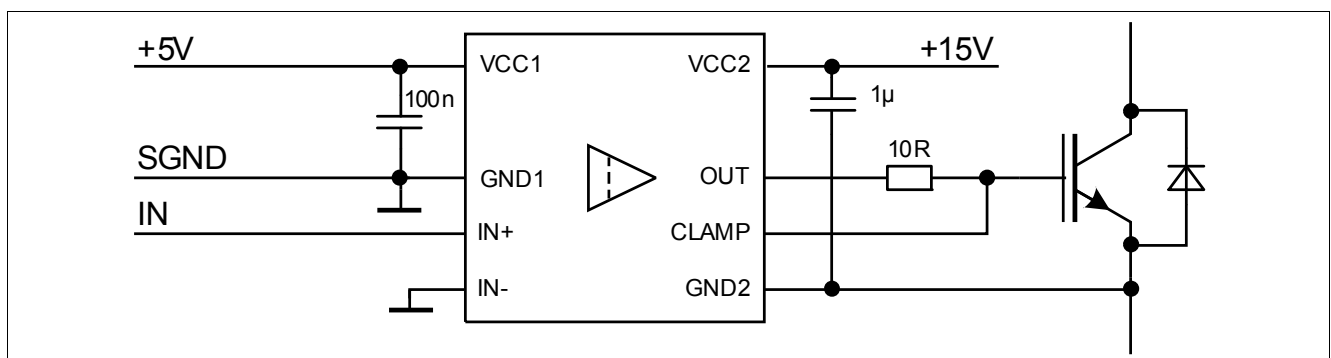 +5V
VCC1
VCC2
+15V
100n
1µ
SGND
GND1
OUT
10R
IN
IN+
CLAMP
IN-
GND2